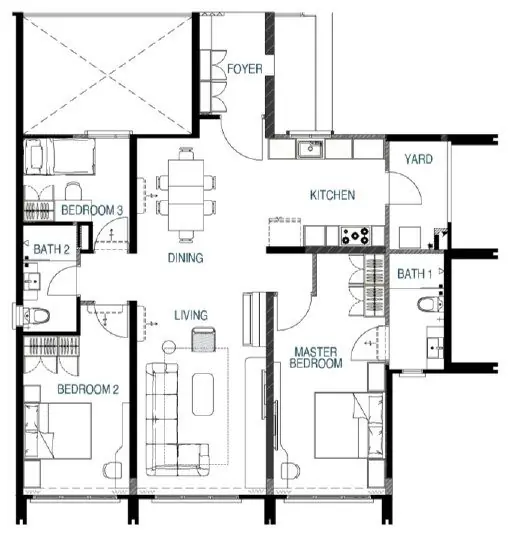 FOYER
YARD
KITCHEN
BEDROOM 3
BATH 2
DINING
BATH 1
LIVING
MASTER
BEDROOM
BEDROOM 2